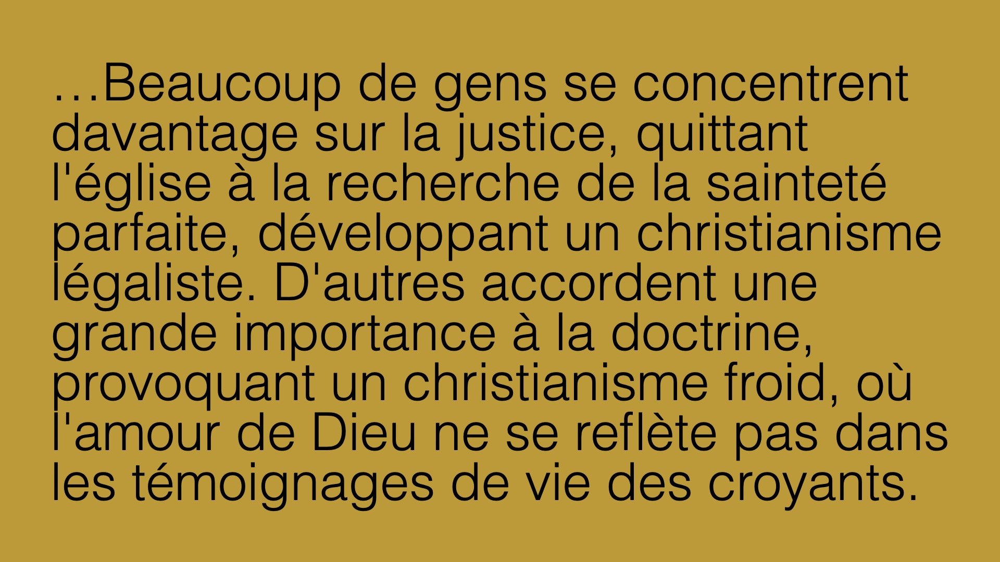 …Beaucoup de gens se concentrent
davantage sur la justice, quittant
l'église à la recherche de la sainteté
parfaite, développant un christianisme
légaliste. D'autres accordent une
grande importance à la doctrine,
provoquant un christianisme froid, où
l'amour de Dieu ne se reflète pas dans
les témoignages de vie des croyants.